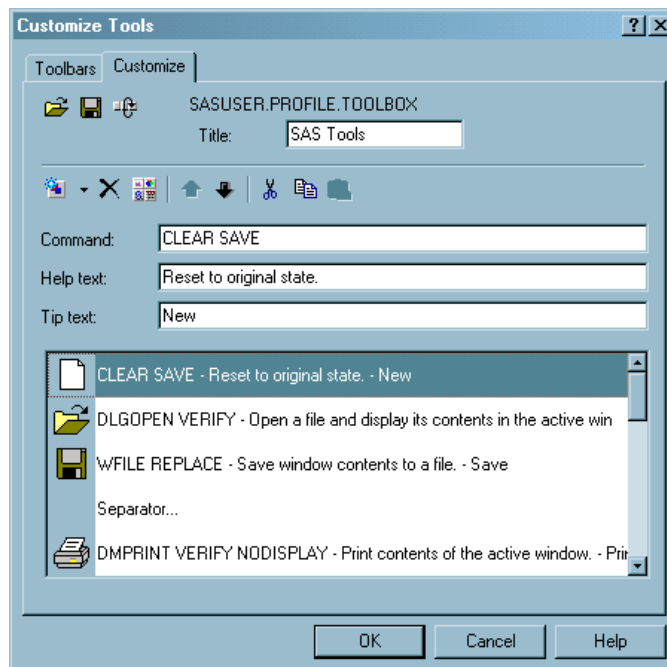 Customize Tools
Toolbars Customize
SASUSER.PROFILE.TOOLBOX
Title: SAS Tools
Command: CLEAR SAVE
Help text: Reset to original state.
Tip text: New
CLEAR SAVE - Reset to original state. - New
DLGOPEN VERIFY - Open a file and display its contents in the active win
WFILE REPLACE - Save window contents to a file. - Save
Separator...
DMPRINT VERIFY NODISPLAY - Print contents of the active window. - Prin
OK Cancel Help